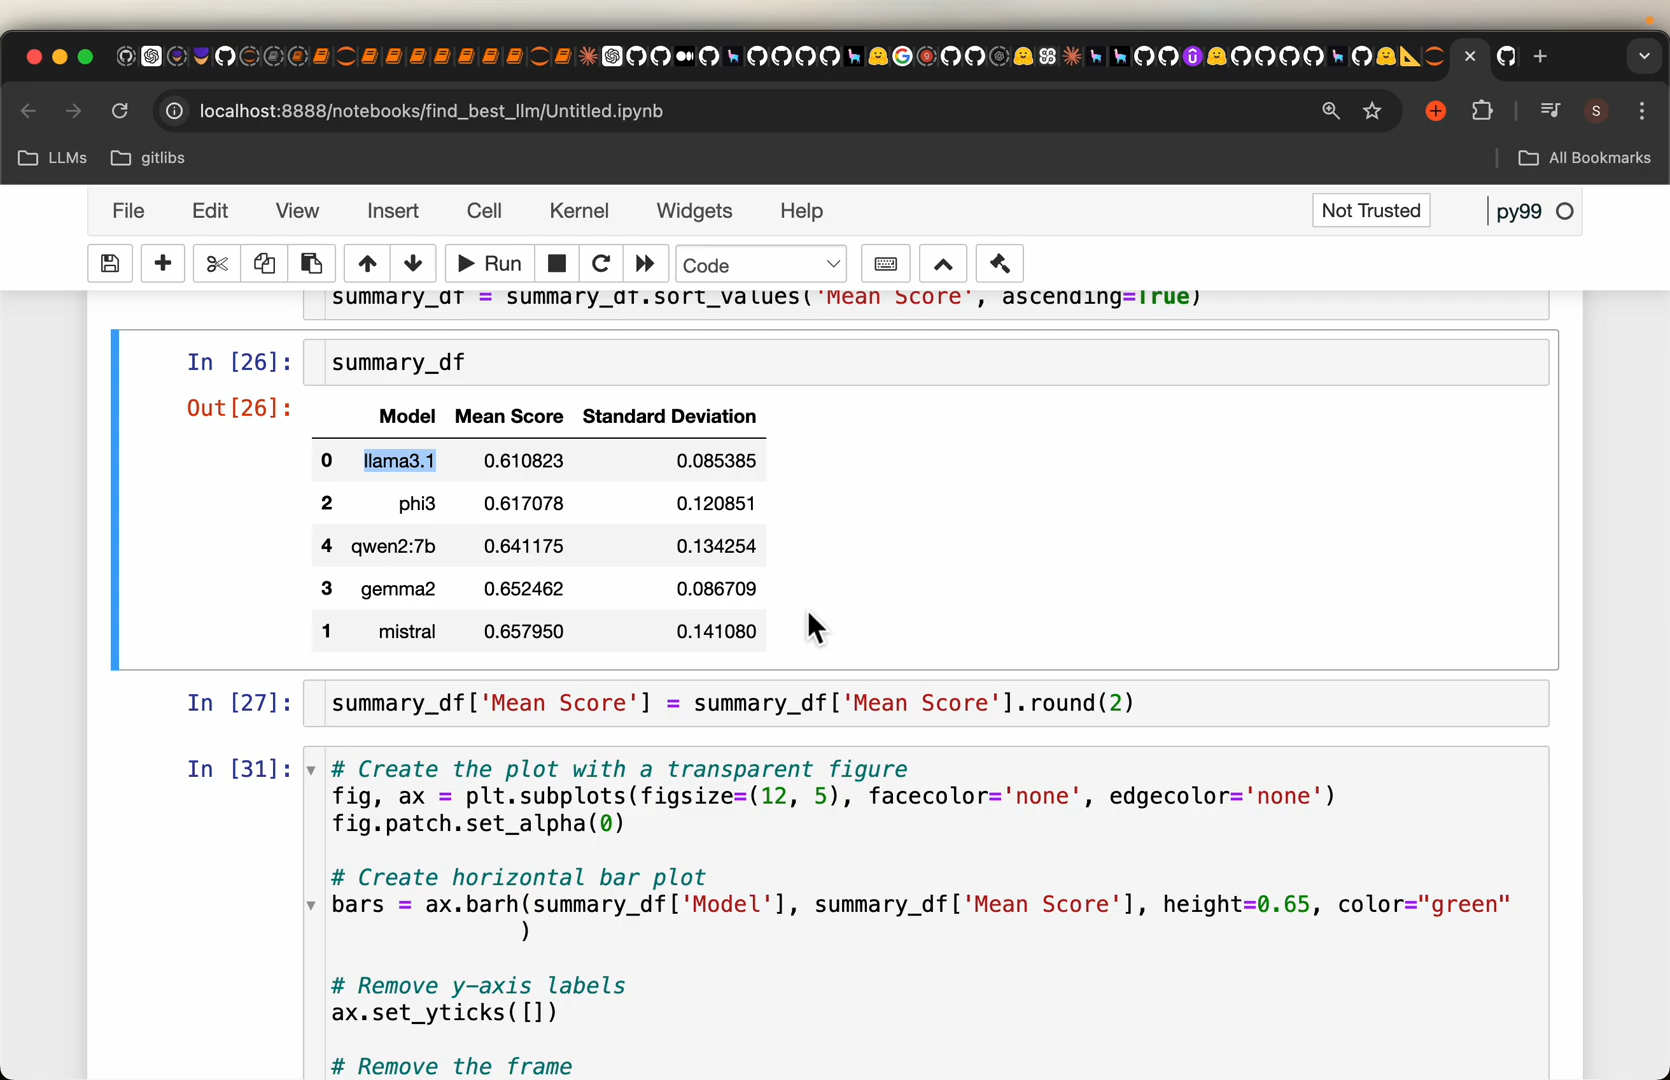 localhost:8888/notebooks/find_best_llm/Untitled.ipynb
S
LLMs gitlibs All Bookmarks
File Edit View Insert Cell Kernel Widgets Help Not Trusted py99
Run Code
summary_df = summary_df.sort_values('Mean Score', ascending=True)
In [26]: summary_df
Out[26]:
Model Mean Score Standard Deviation
0 llama3.1 0.610823 0.085385
2 phi3 0.617078 0.120851
4 qwen2:7b 0.641175 0.134254
3 gemma2 0.652462 0.086709
1 mistral 0.657950 0.141080
In [27]: summary_df['Mean Score'] = summary_df['Mean Score'].round(2)
In [31]: # Create the plot with a transparent figure
fig, ax = plt.subplots(figsize=(12, 5), facecolor='none', edgecolor='none')
fig.patch.set_alpha(0)
# Create horizontal bar plot
bars = ax.barh(summary_df['Model'], summary_df['Mean Score'], height=0.65, color="green"
)
# Remove y-axis labels
ax.set_yticks([])
# Remove the frame